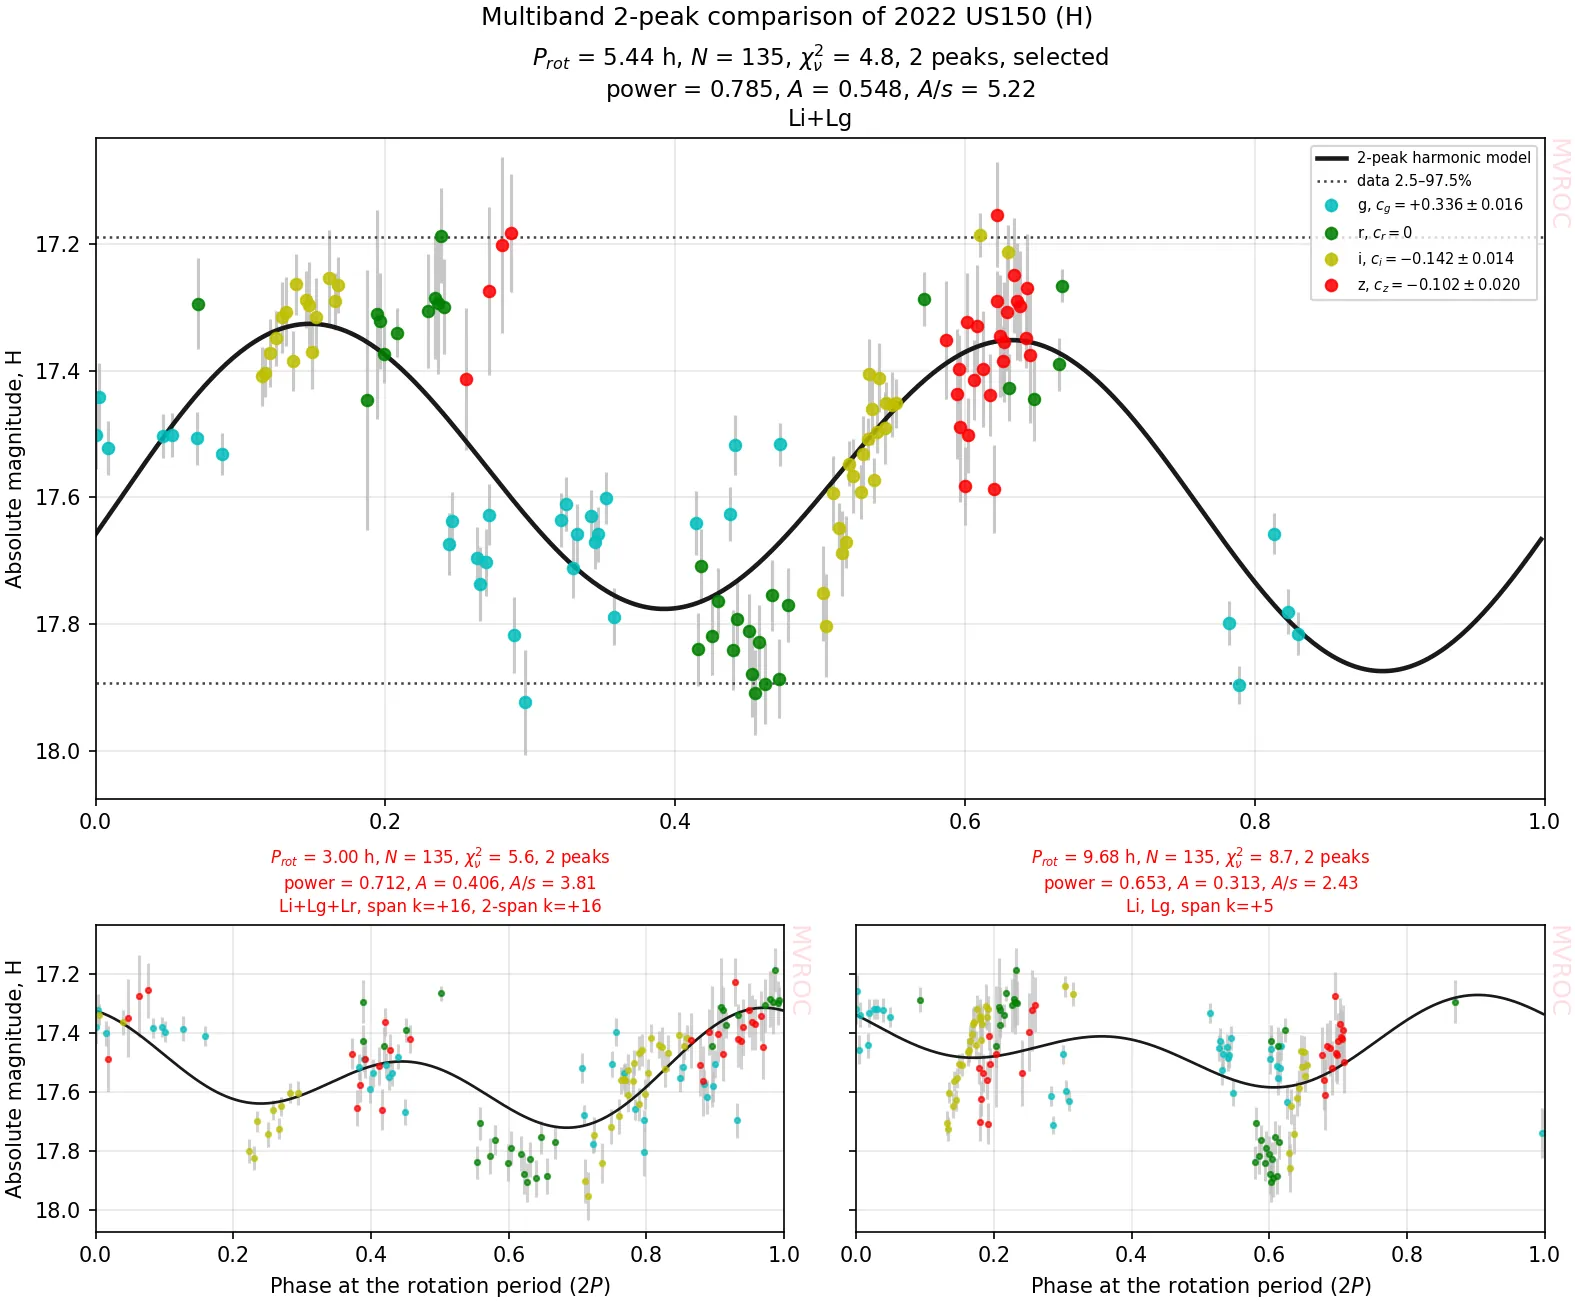 Multiband 2-peak comparison of 2022 US150 (H)
P_rot = 5.44 h, N = 135, χ²_ν = 4.8, 2 peaks, selected
power = 0.785, A = 0.548, A/s = 5.22
Li+Lg
2-peak harmonic model
data 2.5–97.5%
g, c_g = +0.336 ± 0.016
r, c_r = 0
i, c_i = −0.142 ± 0.014
z, c_z = −0.102 ± 0.020
MVROC
Absolute magnitude, H
17.2
17.4
17.6
17.8
18.0
0.0 0.2 0.4 0.6 0.8 1.0
P_rot = 3.00 h, N = 135, χ²_ν = 5.6, 2 peaks
power = 0.712, A = 0.406, A/s = 3.81
Li+Lg+Lr, span k=+16, 2-span k=+16
MVROC
Absolute magnitude, H
17.2
17.4
17.6
17.8
18.0
0.0 0.2 0.4 0.6 0.8 1.0
Phase at the rotation period (2P)
P_rot = 9.68 h, N = 135, χ²_ν = 8.7, 2 peaks
power = 0.653, A = 0.313, A/s = 2.43
Li, Lg, span k=+5
MVROC
0.0 0.2 0.4 0.6 0.8 1.0
Phase at the rotation period (2P)